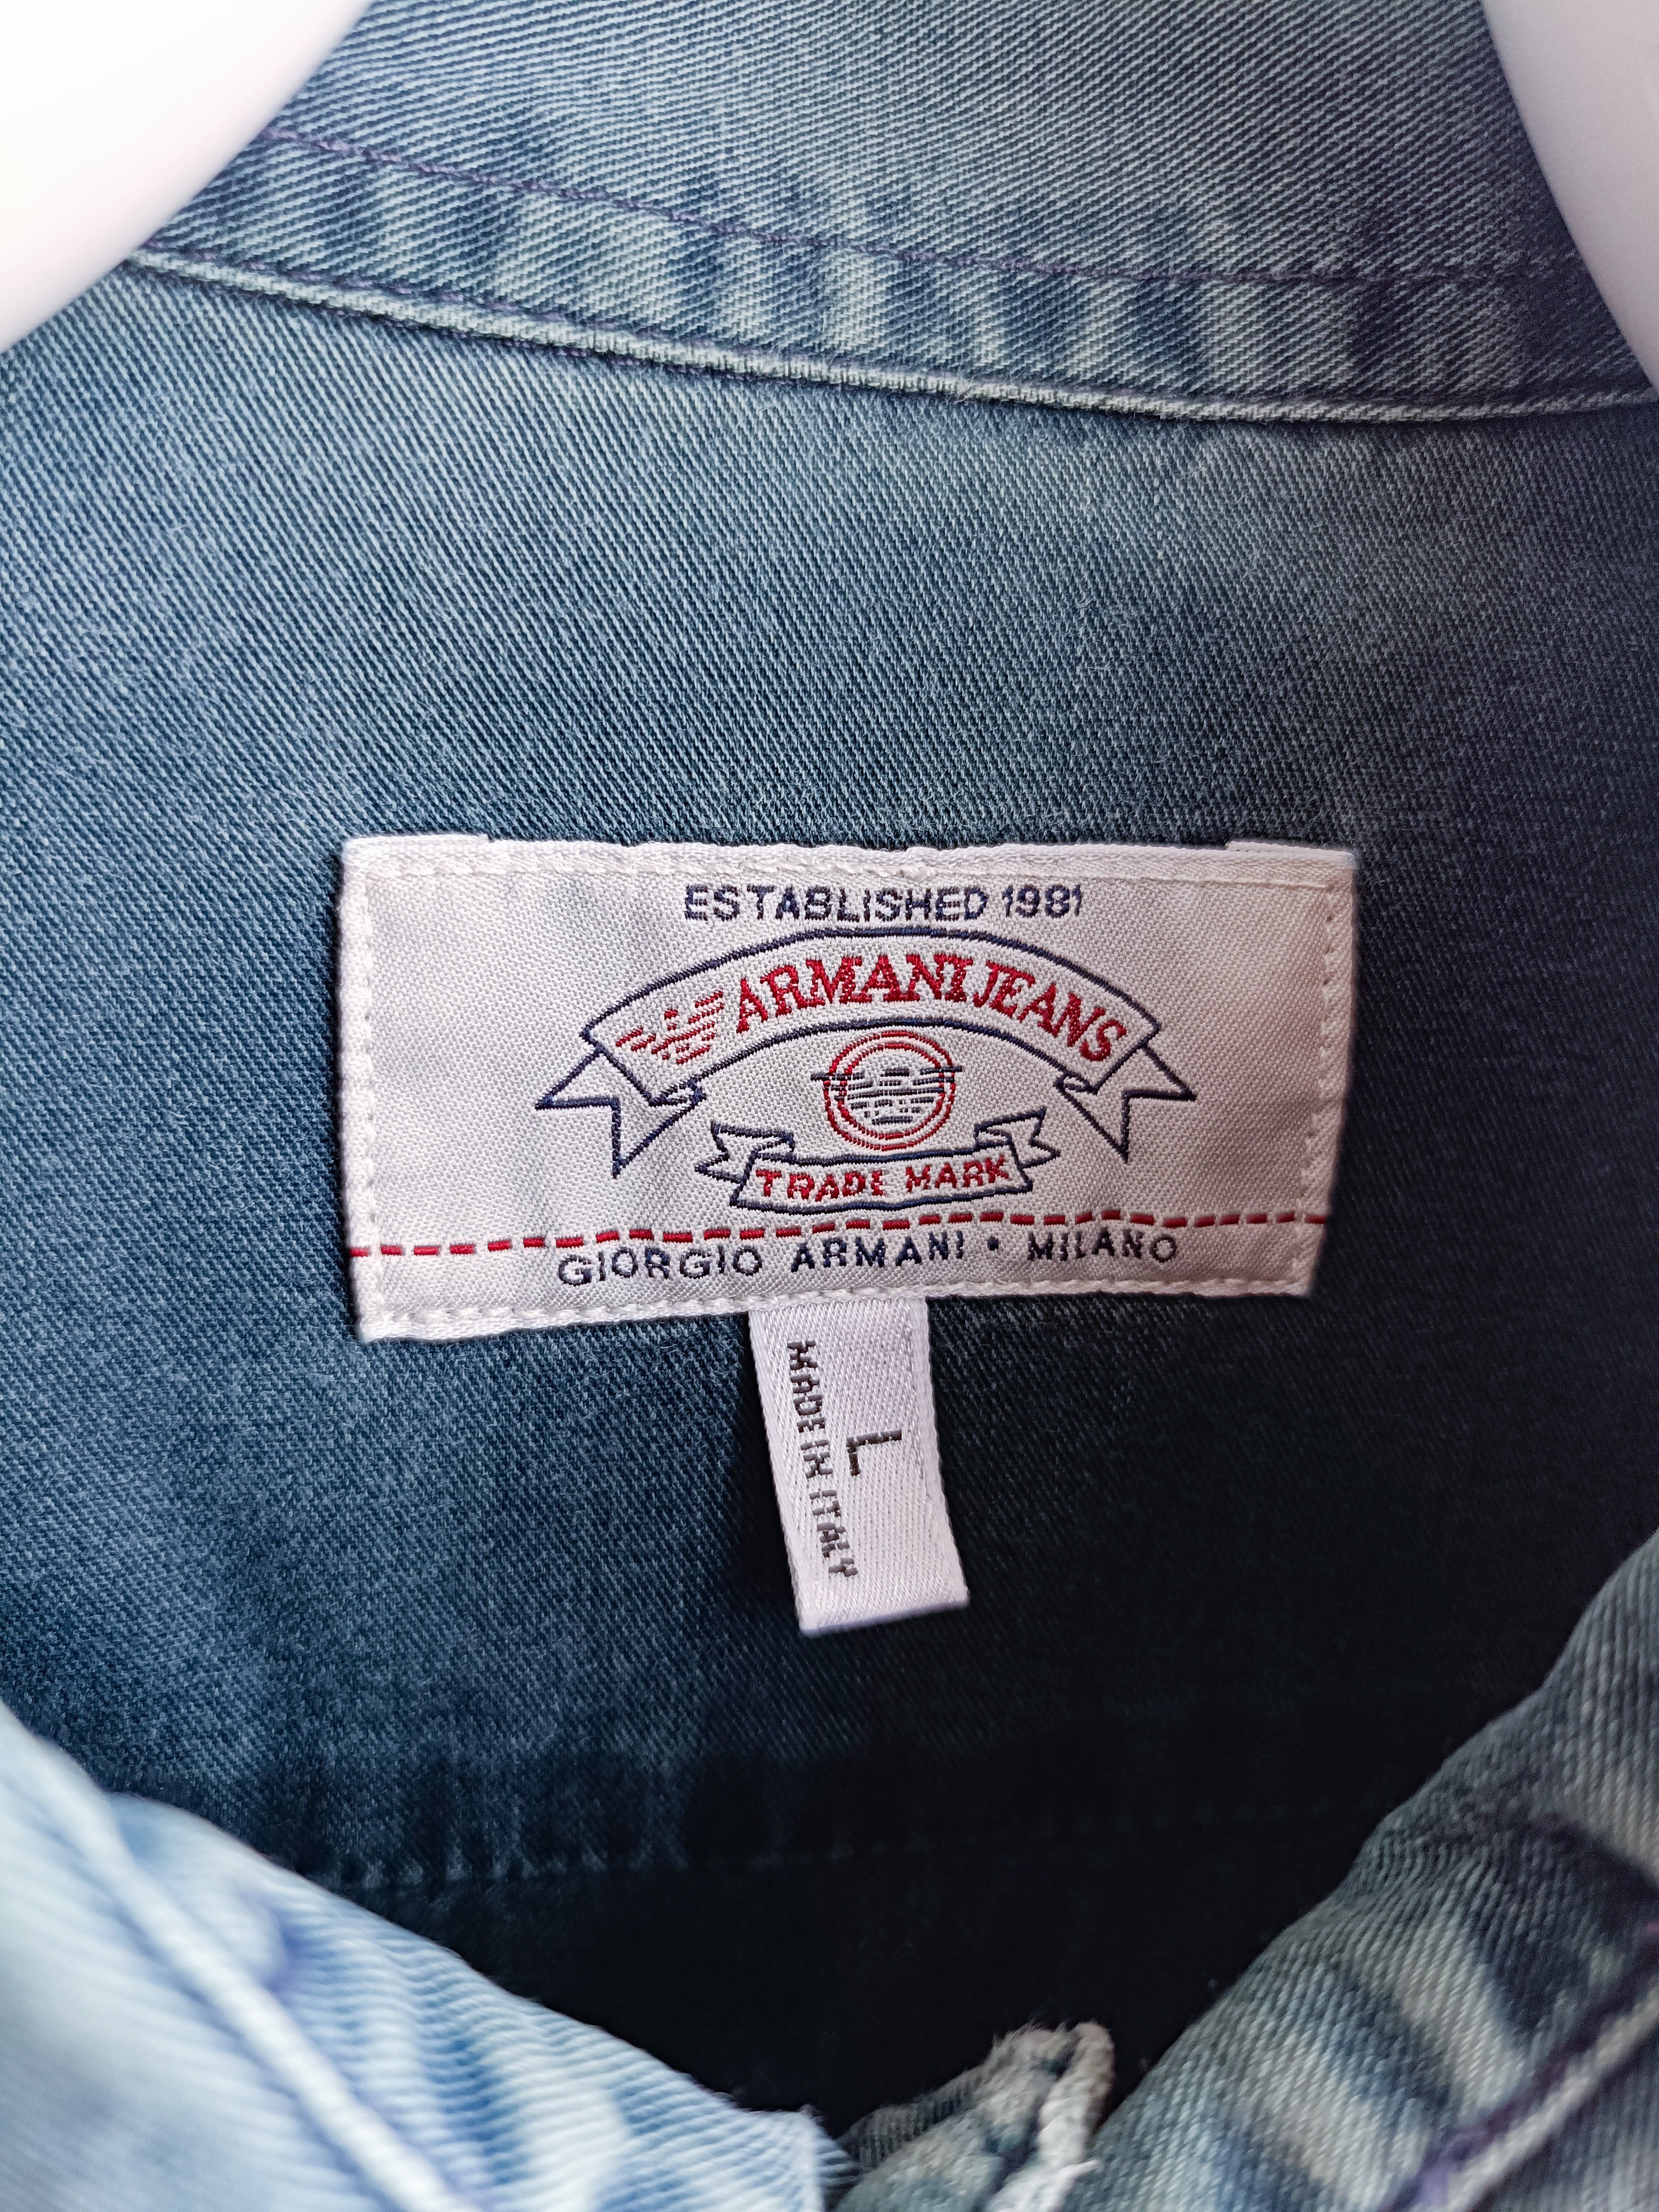 ESTABLISHED 1981
ARMANI JEANS
TRADE MARK
GIORGIO ARMANI • MILANO
L
MADE IN ITALY